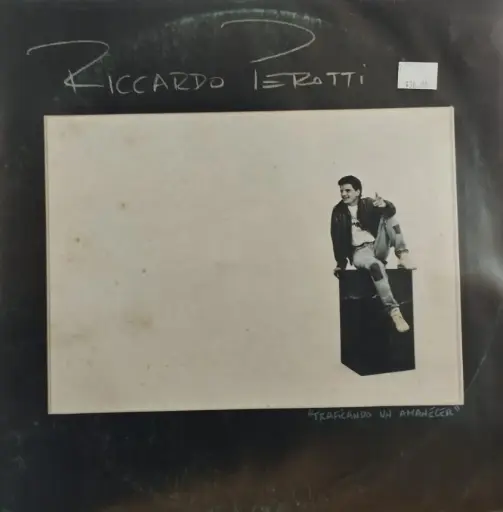 RICCARDO PEROTTI
"TRAFICANDO UN AMANECER"